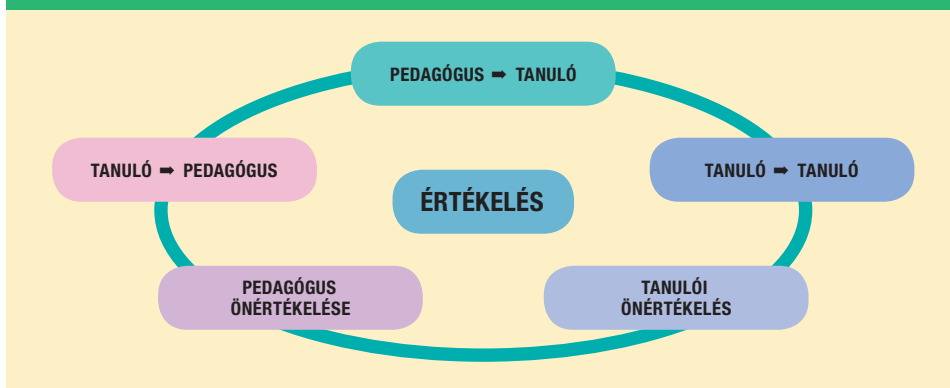 PEDAGÓGUS ➡ TANULÓ
TANULÓ ➡ PEDAGÓGUS
TANULÓ ➡ TANULÓ
ÉRTÉKELÉS
PEDAGÓGUS
ÖNÉRTÉKELÉSE
TANULÓI
ÖNÉRTÉKELÉS